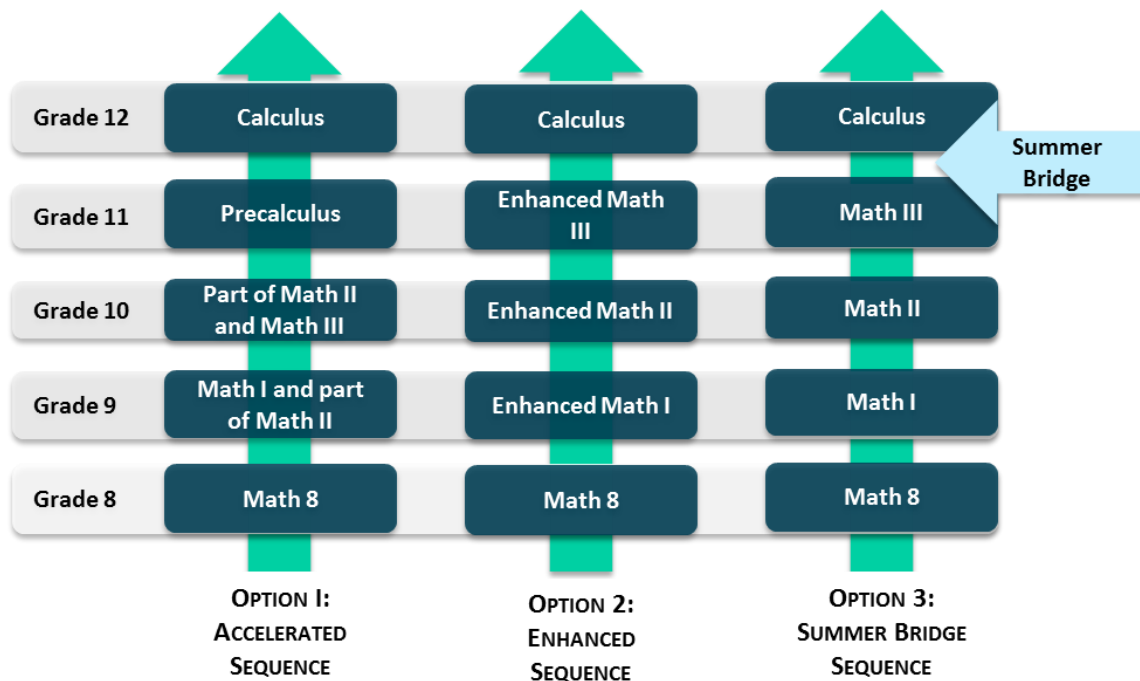 Grade 12
Calculus
Calculus
Calculus
Summer
Bridge
Grade 11
Precalculus
Enhanced Math
III
Math III
Grade 10
Part of Math II
and Math III
Enhanced Math II
Math II
Grade 9
Math I and part
of Math II
Enhanced Math I
Math I
Grade 8
Math 8
Math 8
Math 8
OPTION I:
ACCELERATED
SEQUENCE
OPTION 2:
ENHANCED
SEQUENCE
OPTION 3:
SUMMER BRIDGE
SEQUENCE